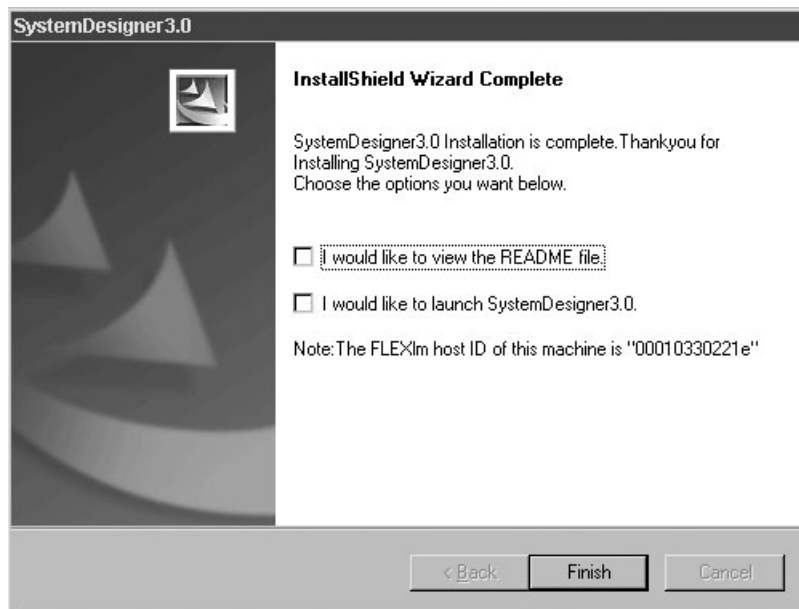 SystemDesigner3.0
InstallShield Wizard Complete
SystemDesigner3.0 Installation is complete.Thankyou for
Installing SystemDesigner3.0.
Choose the options you want below.
I would like to view the README file.
I would like to launch SystemDesigner3.0.
Note:The FLEXlm host ID of this machine is "00010330221e"
< Back
Finish
Cancel